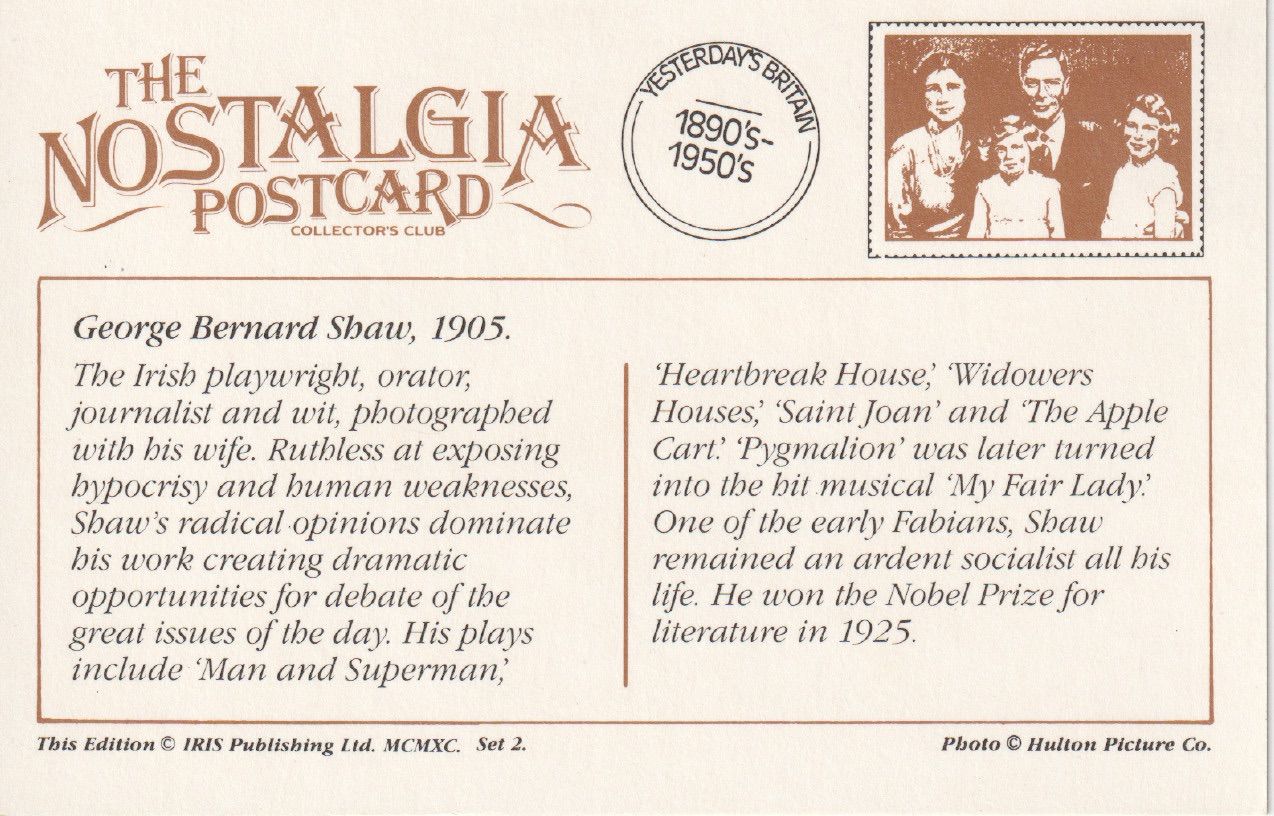 THE
NOSTALGIA
POSTCARD
COLLECTOR'S CLUB
YESTERDAY'S BRITAIN
1890's-
1950's
George Bernard Shaw, 1905.
The Irish playwright, orator,
journalist and wit, photographed
with his wife. Ruthless at exposing
hypocrisy and human weaknesses,
Shaw's radical opinions dominate
his work creating dramatic
opportunities for debate of the
great issues of the day. His plays
include 'Man and Superman,'
'Heartbreak House,' 'Widowers
Houses,' 'Saint Joan' and 'The Apple
Cart.' 'Pygmalion' was later turned
into the hit musical 'My Fair Lady.'
One of the early Fabians, Shaw
remained an ardent socialist all his
life. He won the Nobel Prize for
literature in 1925.
This Edition © IRIS Publishing Ltd. MCMXC. Set 2.
Photo © Hulton Picture Co.